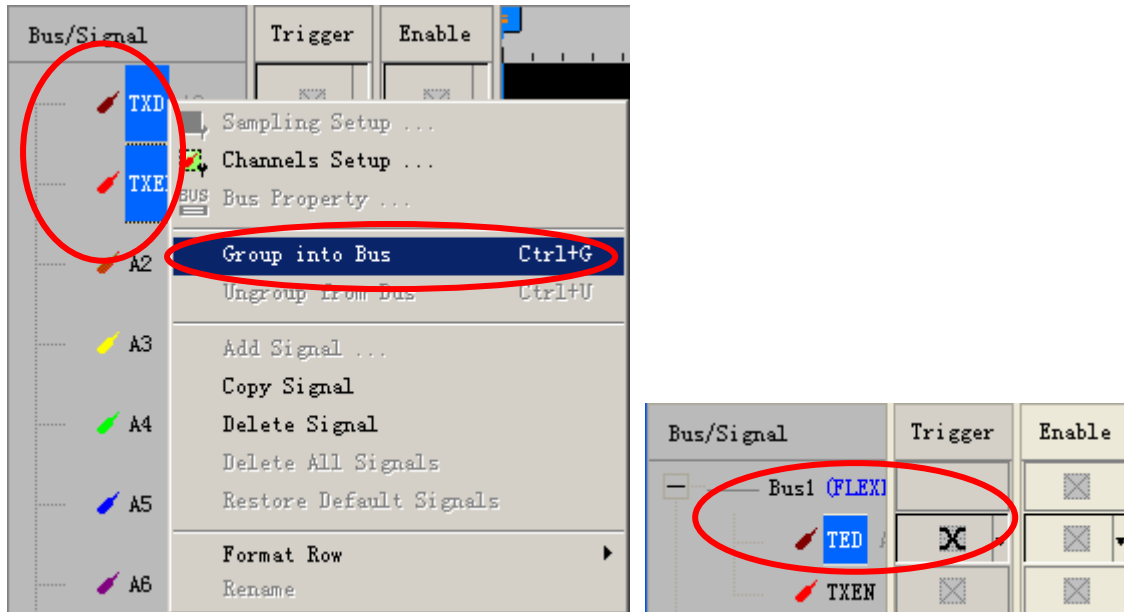 Bus/Signal Trigger Enable
TXD
Sampling Setup ...
Channels Setup ...
TXE
BUS Bus Property ...
Group into Bus Ctrl+G
A2
Ungroup from Bus Ctrl+U
A3
Add Signal ...
Copy Signal
A4 Delete Signal
Delete All Signals
A5 Restore Default Signals
Format Row
A6 Rename
Bus/Signal Trigger Enable
Bus1 (FLEX
TED A
TXEN